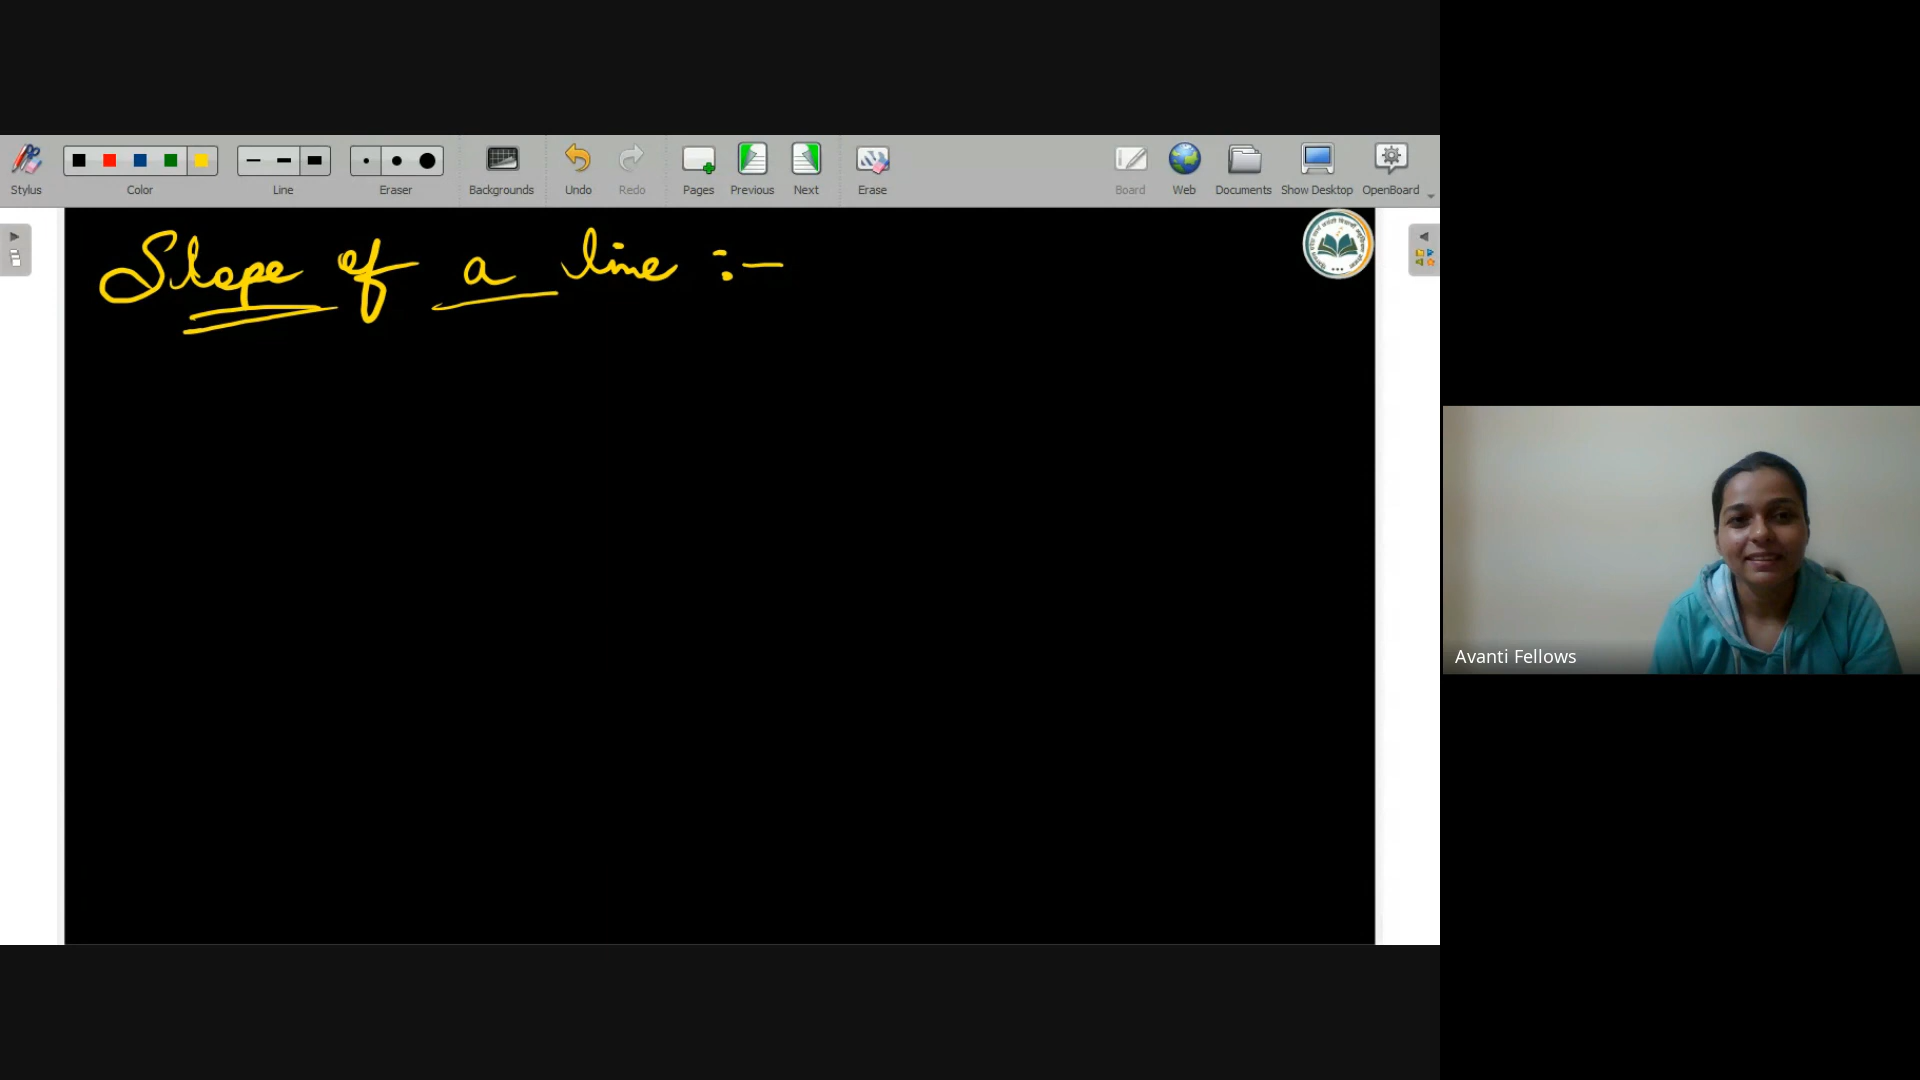 Stylus
Color
Line
Eraser
Backgrounds
Undo
Redo
Pages
Previous
Next
Erase
Board
Web
Documents
Show Desktop
OpenBoard
Slope of a line :-
Avanti Fellows